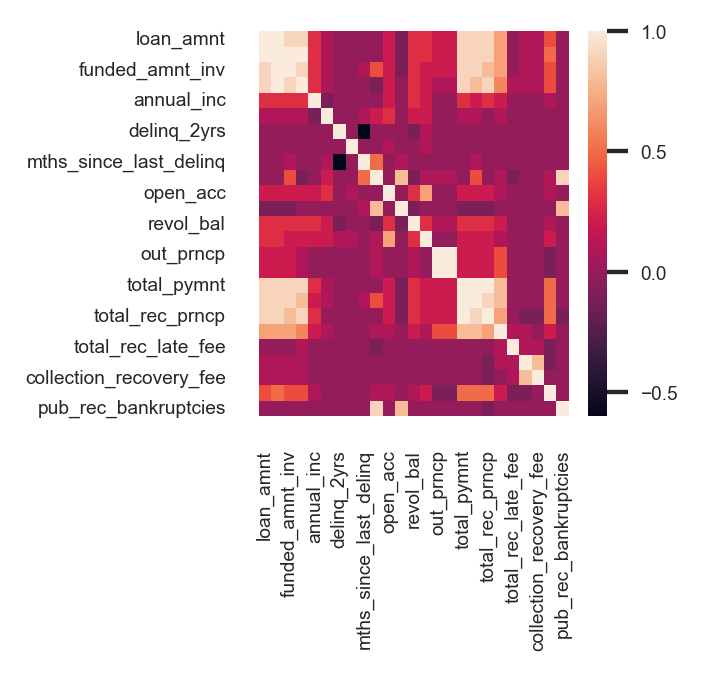 loan_amnt
funded_amnt_inv
annual_inc
delinq_2yrs
mths_since_last_delinq
open_acc
revol_bal
out_prncp
total_pymnt
total_rec_prncp
total_rec_late_fee
collection_recovery_fee
pub_rec_bankruptcies
1.0
0.5
0.0
−0.5
loan_amnt
funded_amnt_inv
annual_inc
delinq_2yrs
mths_since_last_delinq
open_acc
revol_bal
out_prncp
total_pymnt
total_rec_prncp
total_rec_late_fee
collection_recovery_fee
pub_rec_bankruptcies